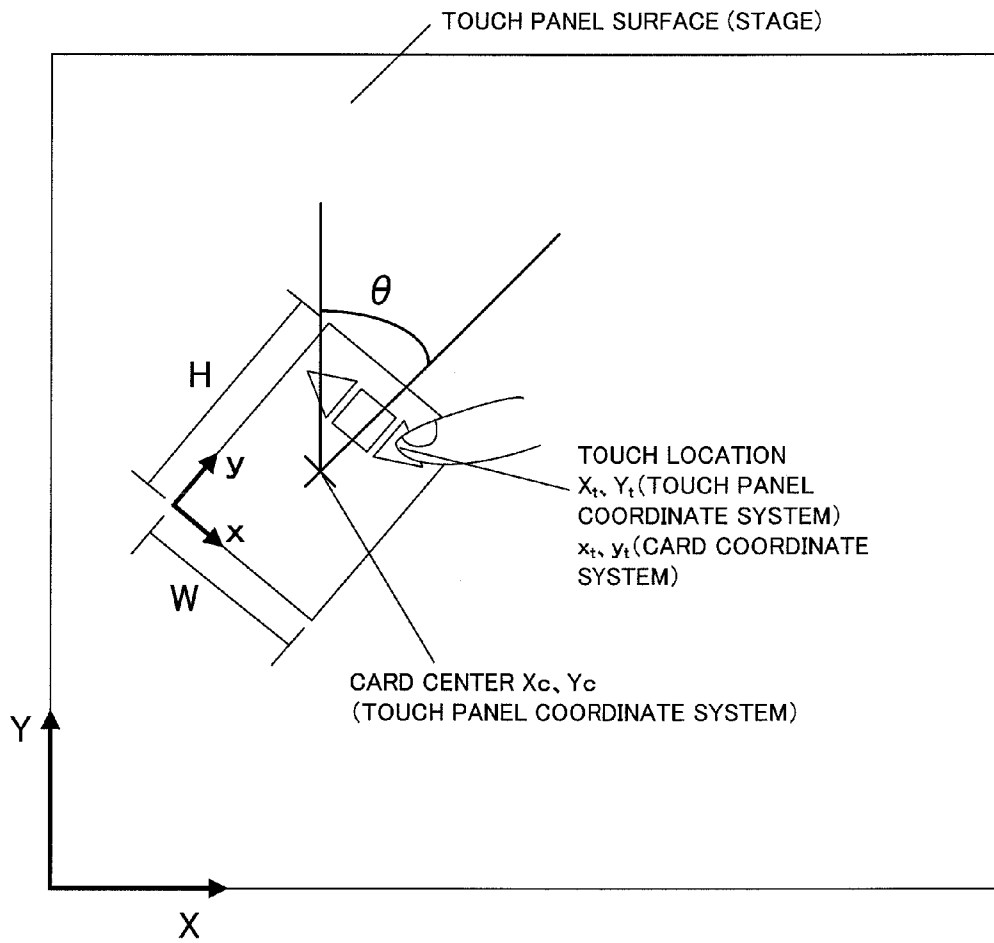 TOUCH PANEL SURFACE (STAGE)
θ
H
y
x
W
TOUCH LOCATION
Xₜ、Yₜ(TOUCH PANEL
COORDINATE SYSTEM)
xₜ、yₜ(CARD COORDINATE
SYSTEM)
CARD CENTER Xc、Yc
(TOUCH PANEL COORDINATE SYSTEM)
Y
X